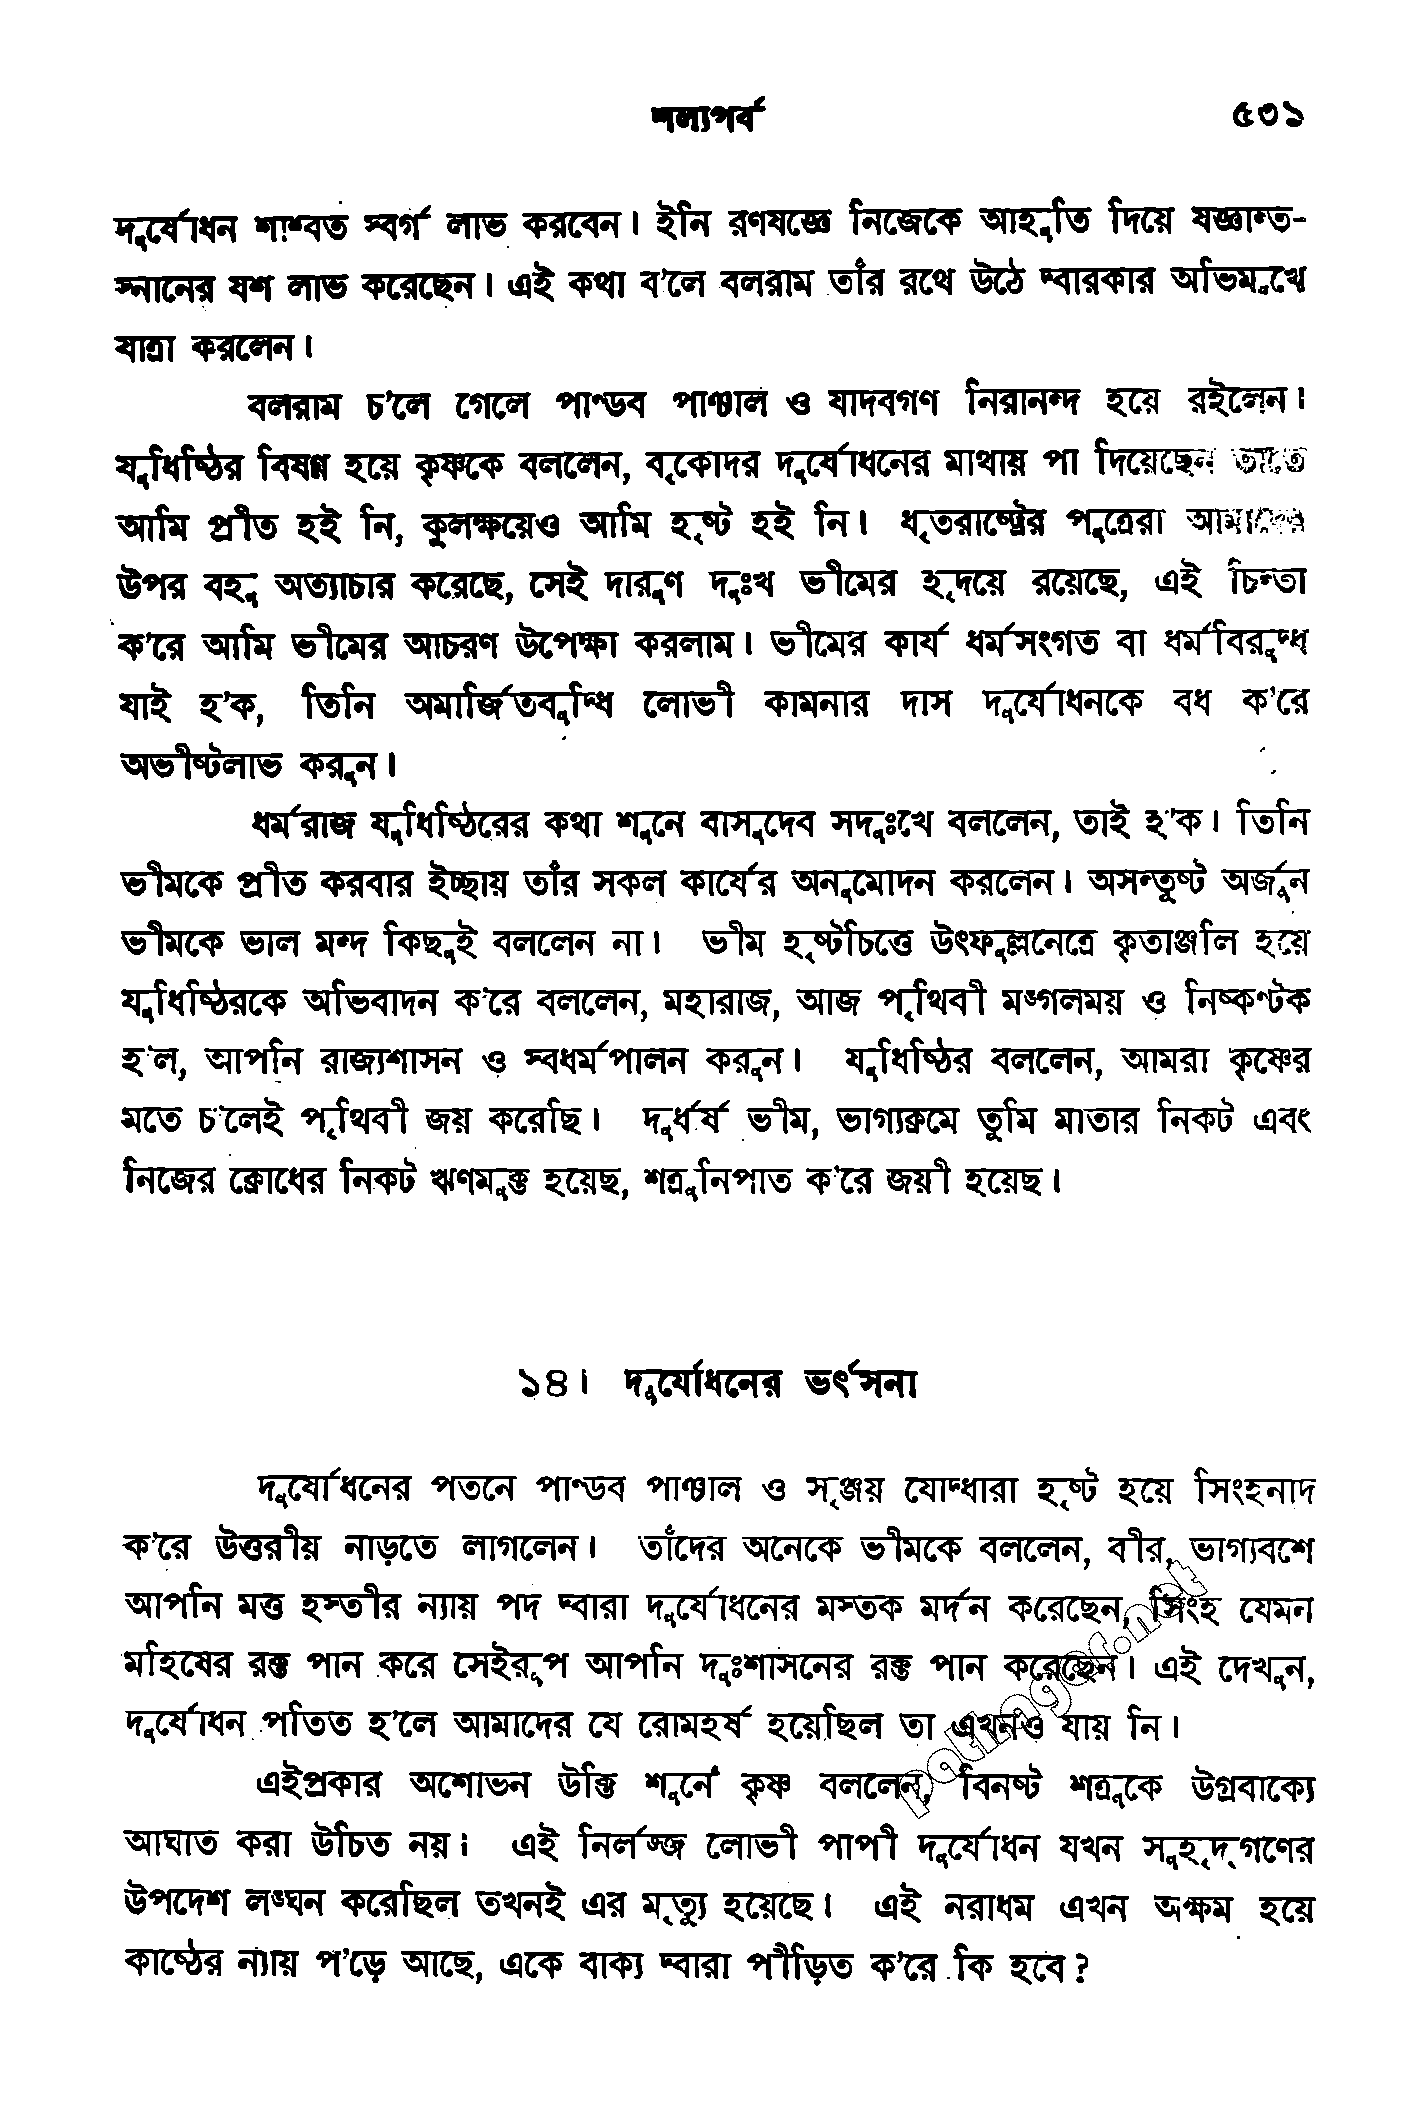 শল্যপর্ব ৫৩১
দুর্যোধন শাশ্বত স্বর্গ লাভ করবেন। ইনি রণযজ্ঞে নিজেকে আহুতি দিয়ে যজ্ঞান্ত-
স্নানের যশ লাভ করেছেন। এই কথা ব'লে বলরাম তাঁর রথে উঠে দ্বারকার অভিমুখে
যাত্রা করলেন।
বলরাম চ'লে গেলে পাণ্ডব পাঞ্চাল ও যাদবগণ নিরানন্দ হয়ে রইলেন।
যুধিষ্ঠির বিষণ্ণ হয়ে কৃষ্ণকে বললেন, বৃকোদর দুর্যোধনের মাথায় পা দিয়েছেন তাতে
আমি প্রীত হই নি, কুলক্ষয়েও আমি হৃষ্ট হই নি। ধৃতরাষ্ট্রের পুত্রেরা আমাদের
উপর বহু অত্যাচার করেছে, সেই দারুণ দুঃখ ভীমের হৃদয়ে রয়েছে, এই চিন্তা
ক'রে আমি ভীমের আচরণ উপেক্ষা করলাম। ভীমের কার্য ধর্মসংগত বা ধর্মবিরুদ্ধ
যাই হ'ক, তিনি অমার্জিতবুদ্ধি লোভী কামনার দাস দুর্যোধনকে বধ ক'রে
অভীষ্টলাভ করুন।
ধর্মরাজ যুধিষ্ঠিরের কথা শুনে বাসুদেব সদুঃখে বললেন, তাই হ'ক। তিনি
ভীমকে প্রীত করবার ইচ্ছায় তাঁর সকল কার্যের অনুমোদন করলেন। অসন্তুষ্ট অর্জুন
ভীমকে ভাল মন্দ কিছুই বললেন না। ভীম হৃষ্টচিত্তে উৎফুল্লনেত্রে কৃতাঞ্জলি হয়ে
যুধিষ্ঠিরকে অভিবাদন ক'রে বললেন, মহারাজ, আজ পৃথিবী মঙ্গলময় ও নিষ্কণ্টক
হ'ল, আপনি রাজ্যশাসন ও স্বধর্মপালন করুন। যুধিষ্ঠির বললেন, আমরা কৃষ্ণের
মতে চ'লেই পৃথিবী জয় করেছি। দুর্ধর্ষ ভীম, ভাগ্যক্রমে তুমি মাতার নিকট এবং
নিজের ক্রোধের নিকট ঋণমুক্ত হয়েছ, শত্রুনিপাত ক'রে জয়ী হয়েছ।
১৪। দুর্যোধনের ভর্ৎসনা
দুর্যোধনের পতনে পাণ্ডব পাঞ্চাল ও সৃঞ্জয় যোদ্ধারা হৃষ্ট হয়ে সিংহনাদ
ক'রে উত্তরীয় নাড়তে লাগলেন। তাঁদের অনেকে ভীমকে বললেন, বীর, ভাগ্যবশে
আপনি মত্ত হস্তীর ন্যায় পদ দ্বারা দুর্যোধনের মস্তক মর্দন করেছেন, সিংহ যেমন
মহিষের রক্ত পান করে সেইরূপ আপনি দুঃশাসনের রক্ত পান করেছেন। এই দেখুন,
দুর্যোধন পতিত হ'লে আমাদের যে রোমহর্ষ হয়েছিল তা এখনও যায় নি।
এইপ্রকার অশোভন উক্তি শুনে কৃষ্ণ বললেন, বিনষ্ট শত্রুকে উগ্রবাক্যে
আঘাত করা উচিত নয়। এই নির্লজ্জ লোভী পাপী দুর্যোধন যখন সুহৃদ্‌গণের
উপদেশ লঙ্ঘন করেছিল তখনই এর মৃত্যু হয়েছে। এই নরাধম এখন অক্ষম হয়ে
কাষ্ঠের ন্যায় প'ড়ে আছে, একে বাক্য দ্বারা পীড়িত ক'রে কি হবে?